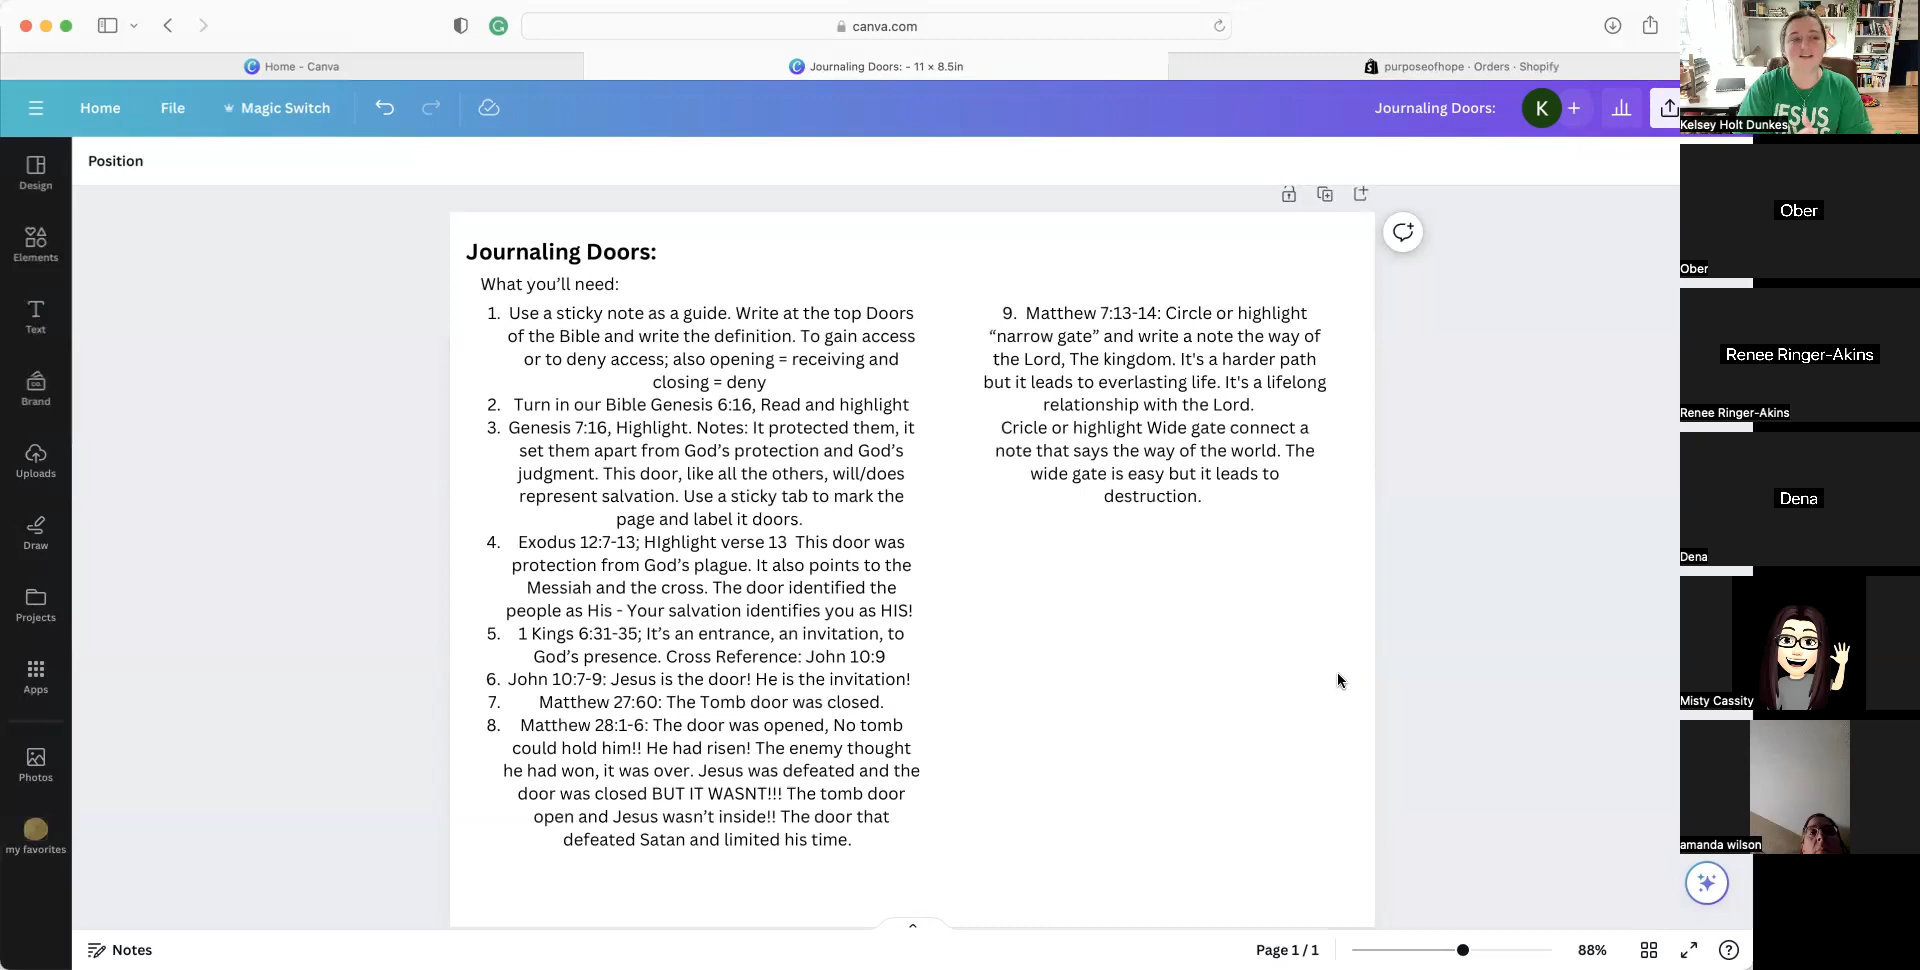 canva.com
Home - Canva
Journaling Doors: - 11 × 8.5in
purposeofhope · Orders · Shopify
Home
File
Magic Switch
Journaling Doors:
K
Position
Design
Elements
Text
Brand
Uploads
Draw
Projects
Apps
Photos
my favorites
Journaling Doors:
What you’ll need:
1. Use a sticky note as a guide. Write at the top Doors
of the Bible and write the definition. To gain access
or to deny access; also opening = receiving and
closing = deny
2. Turn in our Bible Genesis 6:16, Read and highlight
3. Genesis 7:16, Highlight. Notes: It protected them, it
set them apart from God’s protection and God’s
judgment. This door, like all the others, will/does
represent salvation. Use a sticky tab to mark the
page and label it doors.
4. Exodus 12:7-13; HIghlight verse 13 This door was
protection from God’s plague. It also points to the
Messiah and the cross. The door identified the
people as His - Your salvation identifies you as HIS!
5. 1 Kings 6:31-35; It’s an entrance, an invitation, to
God’s presence. Cross Reference: John 10:9
6. John 10:7-9: Jesus is the door! He is the invitation!
7. Matthew 27:60: The Tomb door was closed.
8. Matthew 28:1-6: The door was opened, No tomb
could hold him!! He had risen! The enemy thought
he had won, it was over. Jesus was defeated and the
door was closed BUT IT WASNT!!! The tomb door
open and Jesus wasn’t inside!! The door that
defeated Satan and limited his time.
9. Matthew 7:13-14: Circle or highlight
“narrow gate” and write a note the way of
the Lord, The kingdom. It's a harder path
but it leads to everlasting life. It's a lifelong
relationship with the Lord.
Cricle or highlight Wide gate connect a
note that says the way of the world. The
wide gate is easy but it leads to
destruction.
Notes
Page 1 / 1
88%
JESUS
Kelsey Holt Dunkes
Ober
Ober
Renee Ringer-Akins
Renee Ringer-Akins
Dena
Dena
Misty Cassity
amanda wilson